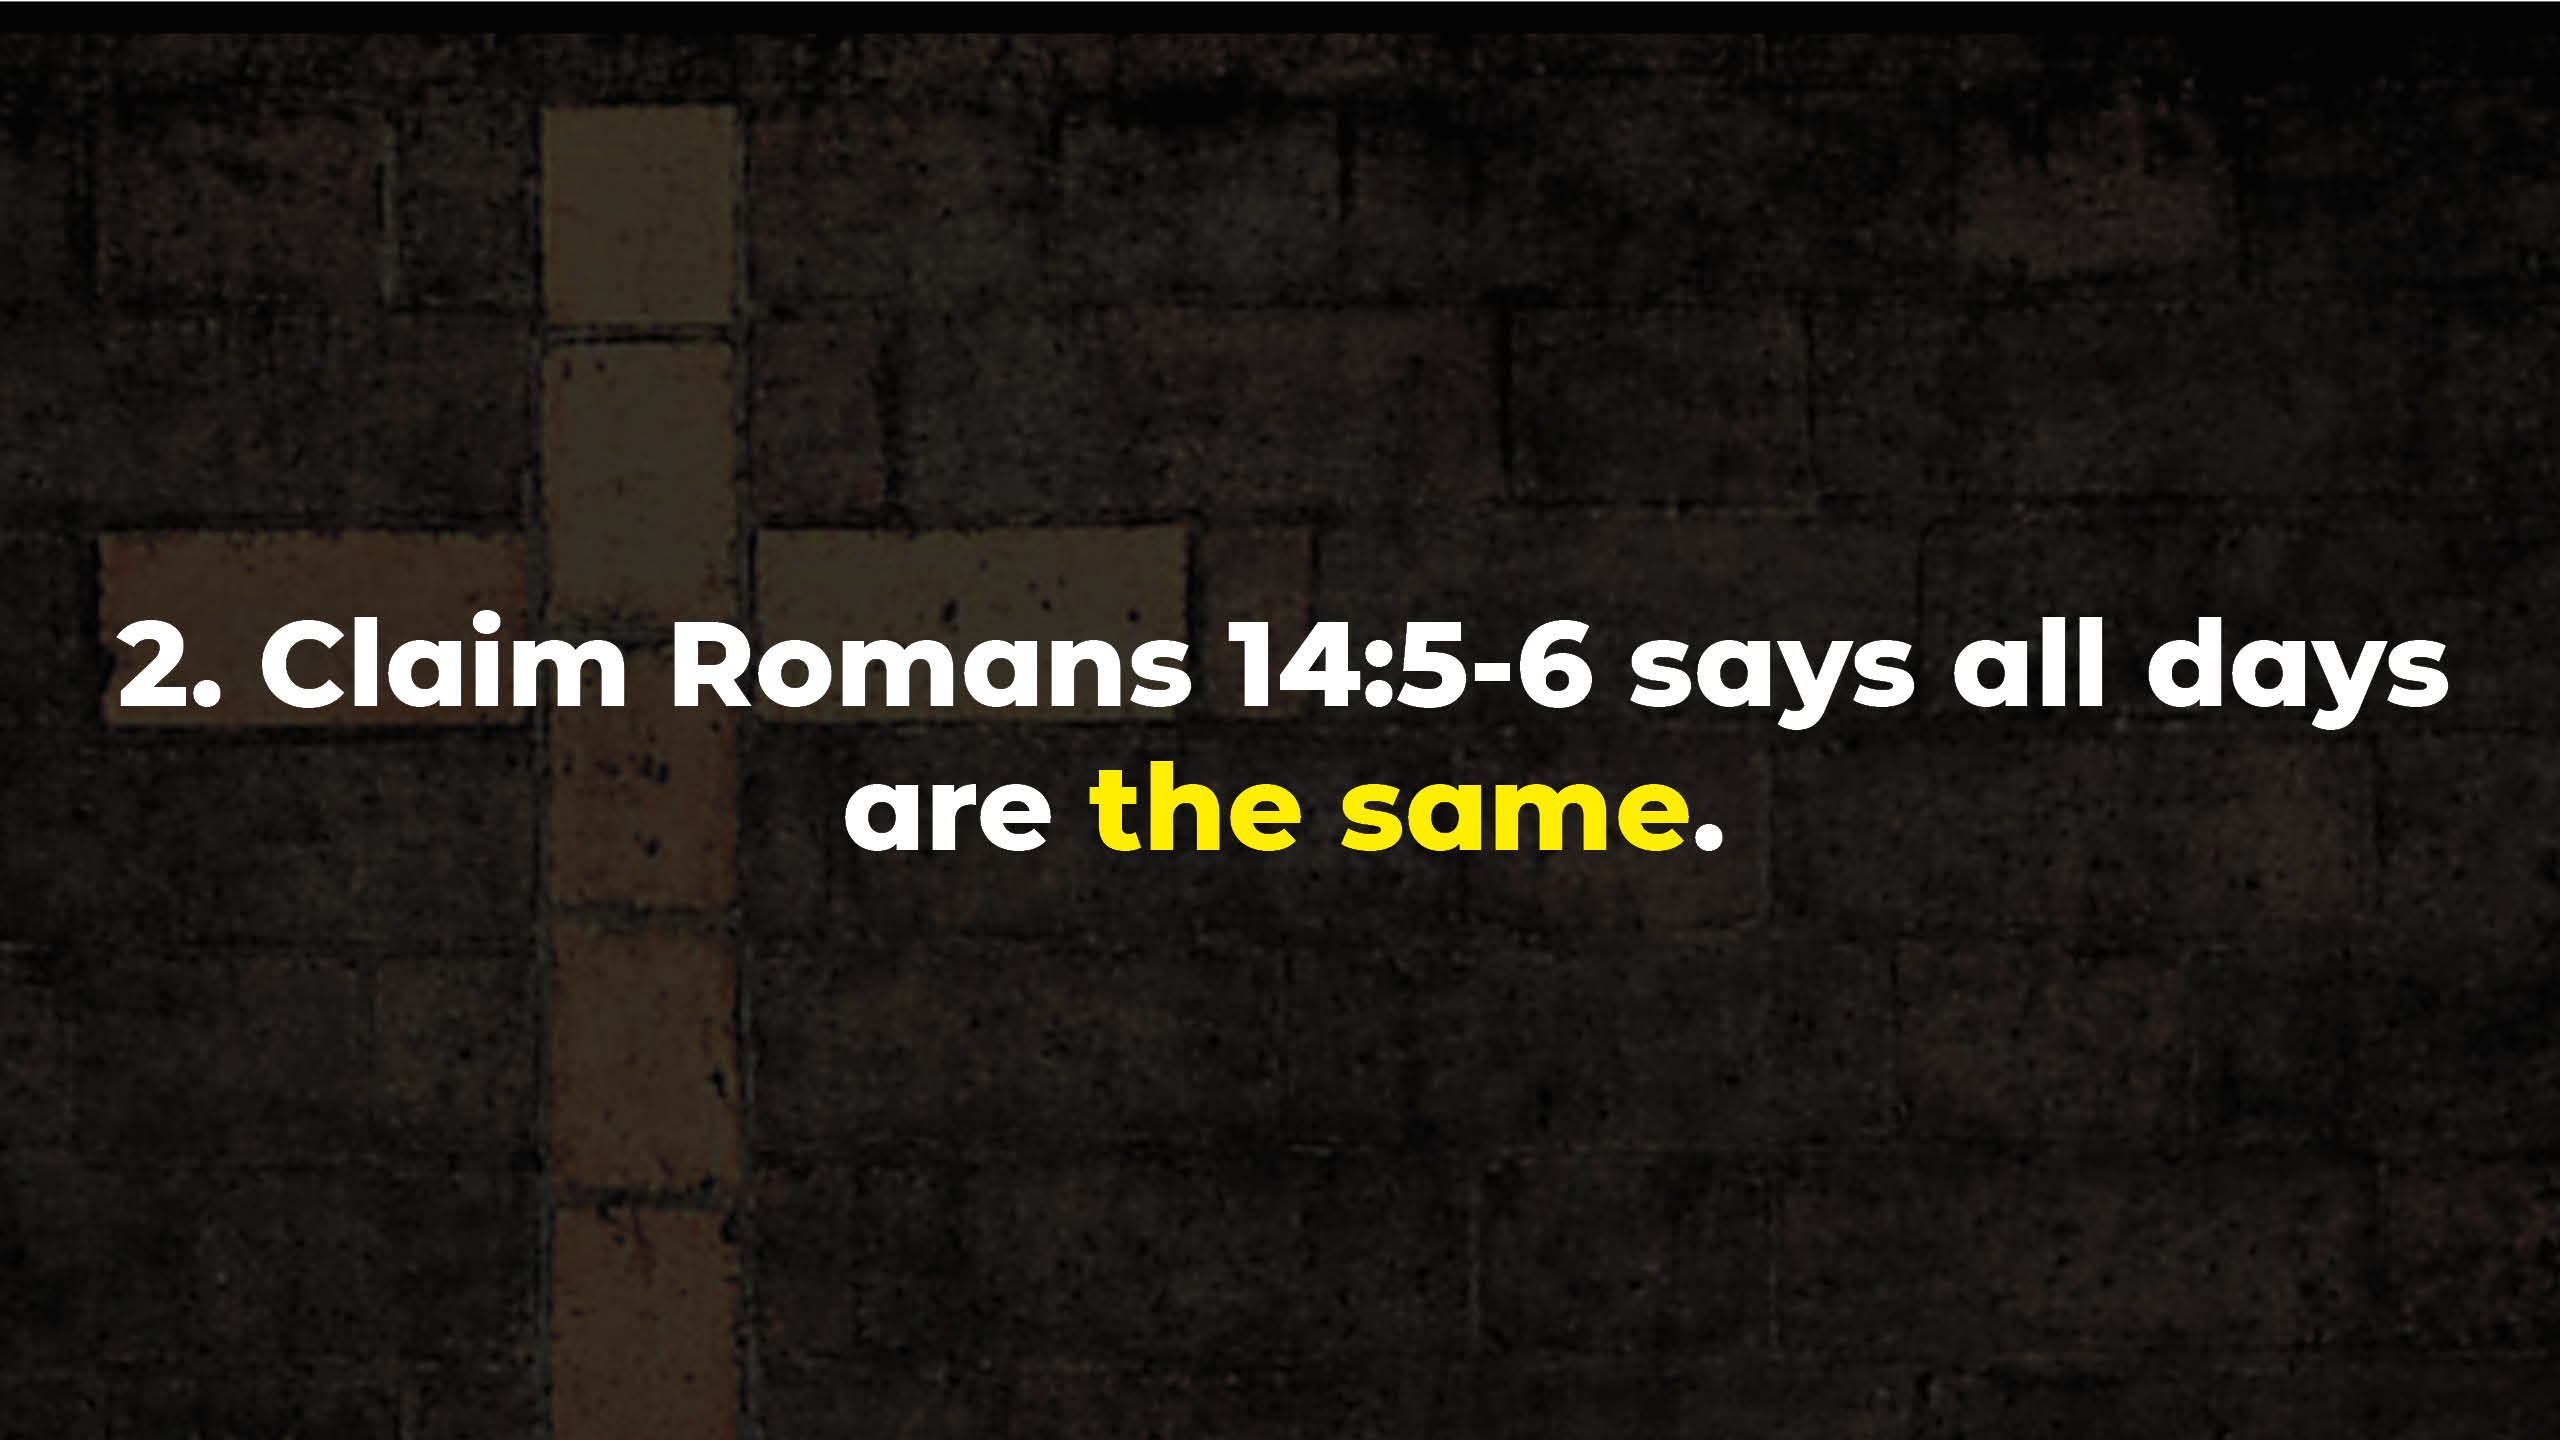 2. Claim Romans 14:5-6 says all days
are the same.